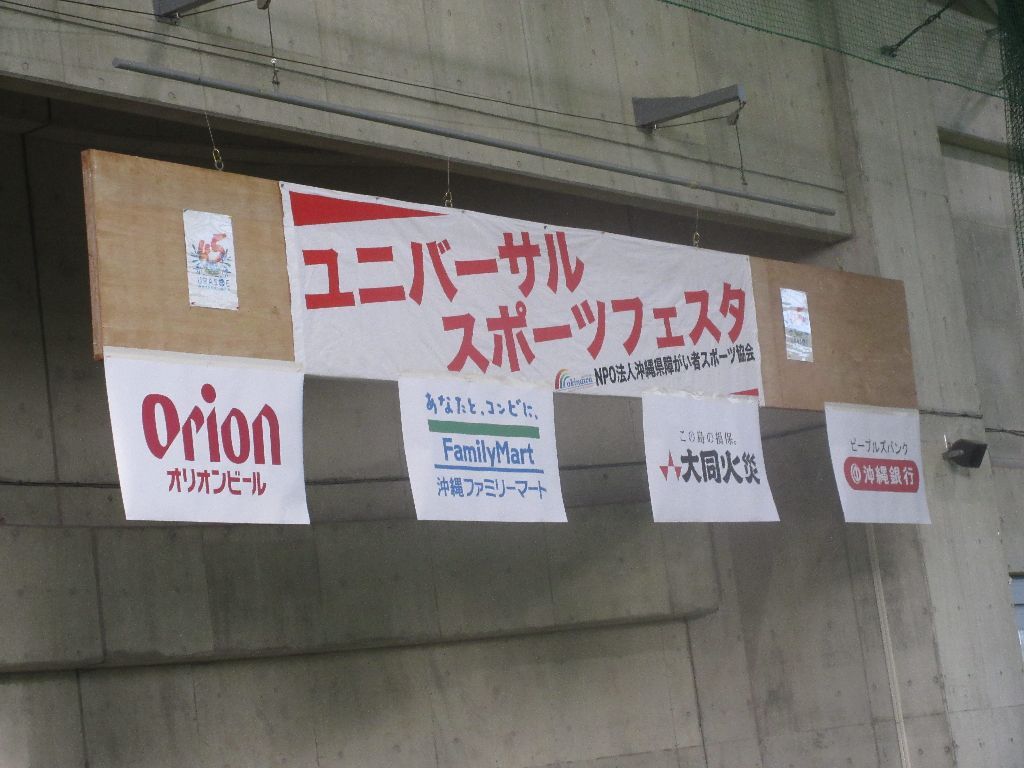 45
URASOE
ユニバーサル
スポーツフェスタ
NPO法人沖縄県障がい者スポーツ協会
Orion
オリオンビール
あなたと、コンビに、
FamilyMart
沖縄ファミリーマート
この島の損保。
大同火災
ピープルズバンク
沖縄銀行